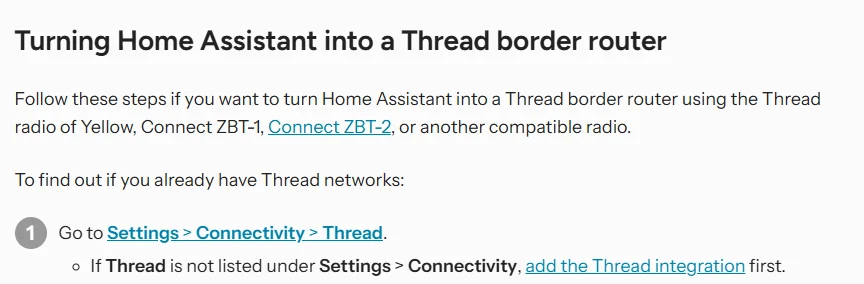 Turning Home Assistant into a Thread border router
Follow these steps if you want to turn Home Assistant into a Thread border router using the Thread
radio of Yellow, Connect ZBT-1, Connect ZBT-2, or another compatible radio.
To find out if you already have Thread networks:
1 Go to Settings > Connectivity > Thread.
◦ If Thread is not listed under Settings > Connectivity, add the Thread integration first.